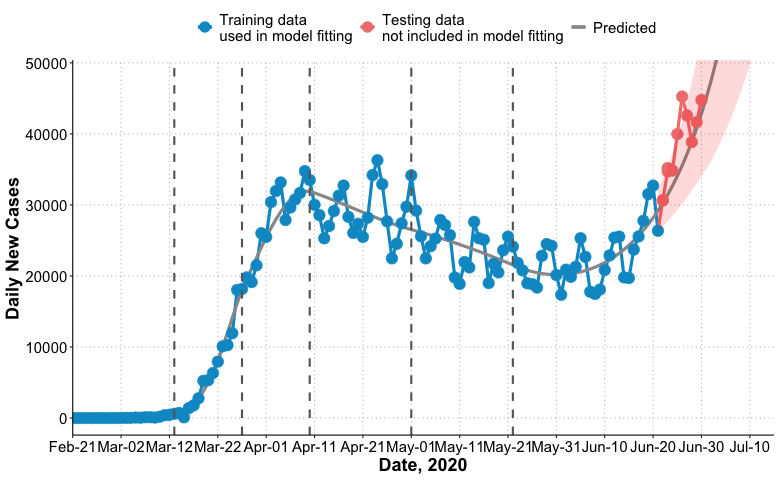 Training data
used in model fitting
Testing data
not included in model fitting
Predicted
50000
40000
30000
20000
10000
0
Daily New Cases
Feb-21 Mar-02 Mar-12 Mar-22 Apr-01 Apr-11 Apr-21 May-01 May-11 May-21 May-31 Jun-10 Jun-20 Jun-30 Jul-10
Date, 2020